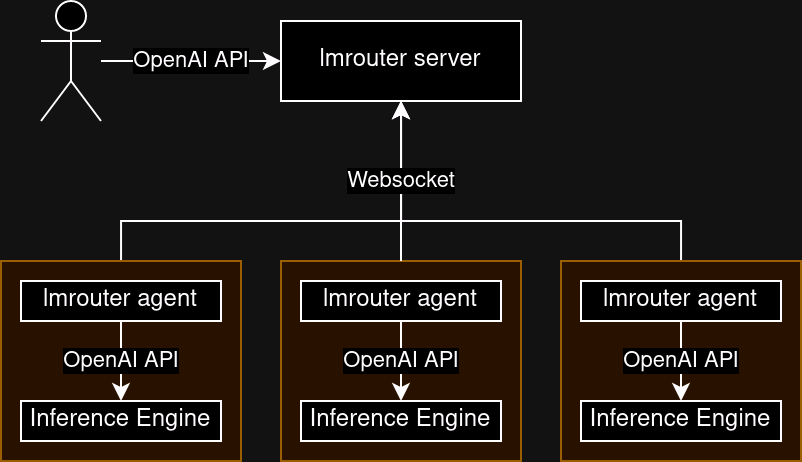 OpenAI API
lmrouter server
Websocket
lmrouter agent
lmrouter agent
lmrouter agent
OpenAI API
OpenAI API
OpenAI API
Inference Engine
Inference Engine
Inference Engine